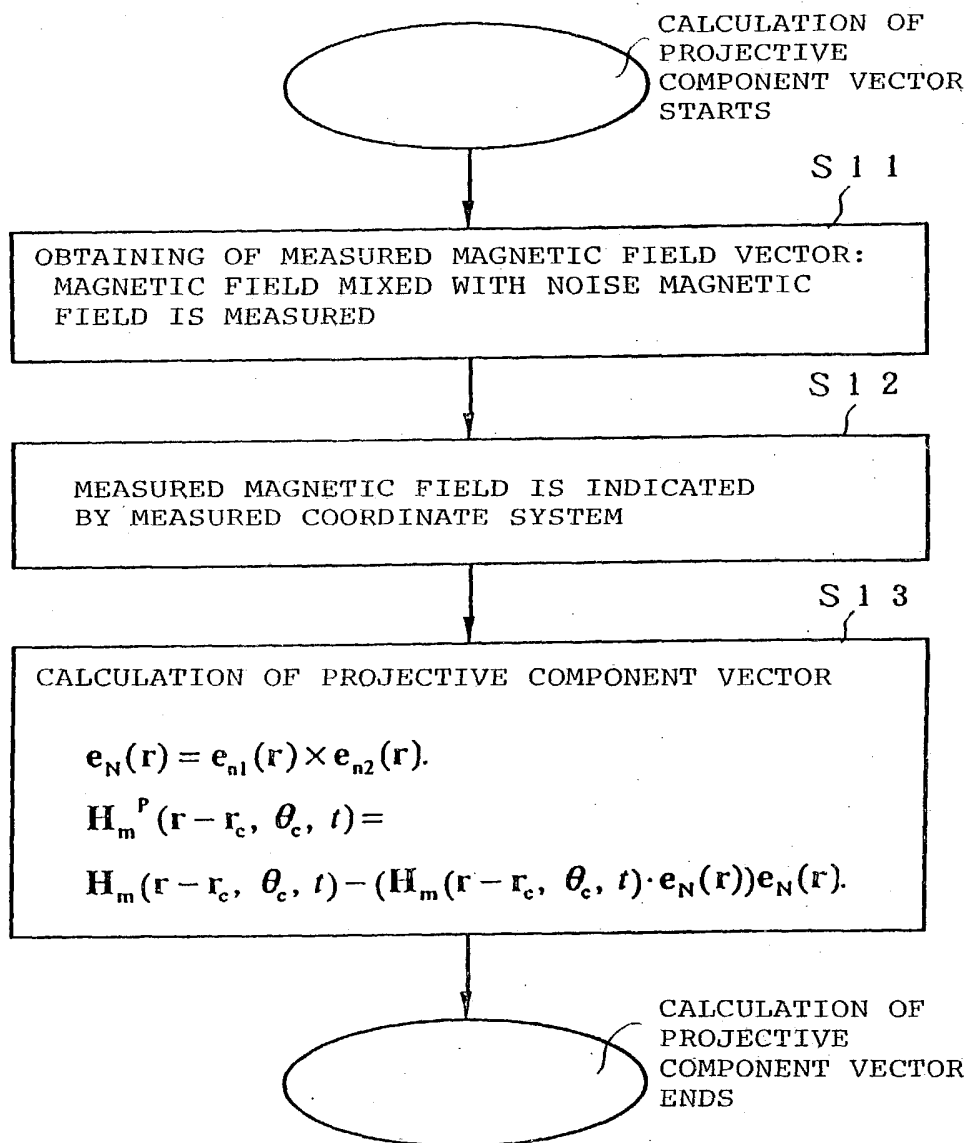 CALCULATION OF
PROJECTIVE
COMPONENT VECTOR
STARTS
S 1 1
OBTAINING OF MEASURED MAGNETIC FIELD VECTOR:
MAGNETIC FIELD MIXED WITH NOISE MAGNETIC
FIELD IS MEASURED
S 1 2
MEASURED MAGNETIC FIELD IS INDICATED
BY MEASURED COORDINATE SYSTEM
S 1 3
CALCULATION OF PROJECTIVE COMPONENT VECTOR
e_N(r) = e_n1(r) × e_n2(r).
H_m^P(r − r_c, θ_c, t) =
H_m(r − r_c, θ_c, t) − (H_m(r − r_c, θ_c, t) · e_N(r))e_N(r).
CALCULATION OF
PROJECTIVE
COMPONENT VECTOR
ENDS